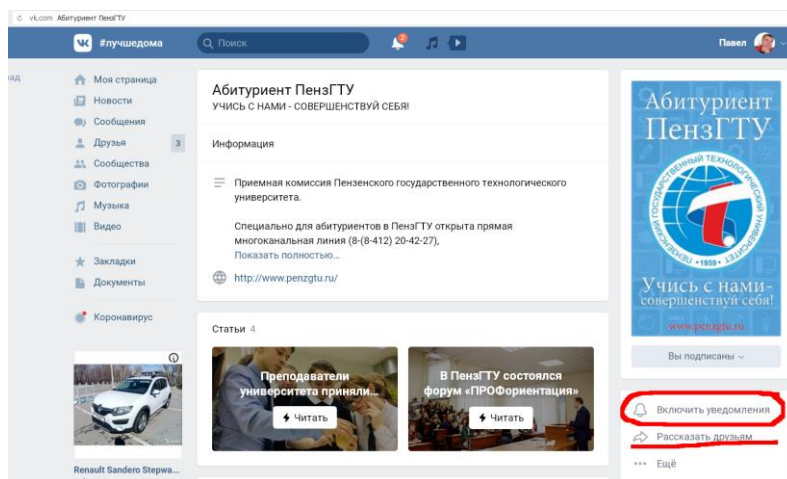 vk.com Абитуриент ПензГТУ
#лучшедома
Поиск
2
Павел
Моя страница
Новости
Сообщения
Друзья 3
Сообщества
Фотографии
Музыка
Видео
Закладки
Документы
Коронавирус
Renault Sandero Stepwa...
Абитуриент ПензГТУ
УЧИСЬ С НАМИ - СОВЕРШЕНСТВУЙ СЕБЯ!
Информация
Приемная комиссия Пензенского государственного технологического
университета.
Специально для абитуриентов в ПензГТУ открыта прямая
многоканальная линия (8-(8-412) 20-42-27),
Показать полностью...
http://www.penzgtu.ru/
Статьи 4
Преподаватели
университета приняли...
Читать
В ПензГТУ состоялся
форум «ПРОФориентация»
Читать
Абитуриент
ПензГТУ
ПЕНЗЕНСКИЙ ГОСУДАРСТВЕННЫЙ ТЕХНОЛОГИЧЕСКИЙ УНИВЕРСИТЕТ
•1959•
Учись с нами-
совершенствуй себя!
www.penzgtu.ru
Вы подписаны
Включить уведомления
Рассказать друзьям
Ещё